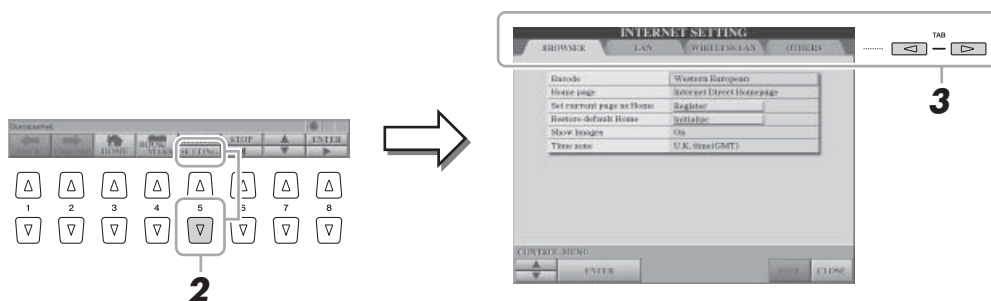 INTERNET SETTING
BROWSER LAN WIRELESS LAN OTHERS
TAB
3
Encode Western European
Home page Internet Direct Homepage
Set current page as Home Register
Restore default Home Initialize
Show images On
Time zone U.K. time(GMT)
HOME BOOK MARKS SETTING STOP ENTER
1 2 3 4 5 6 7 8
2
CONTROL MENU
ENTER CLOSE